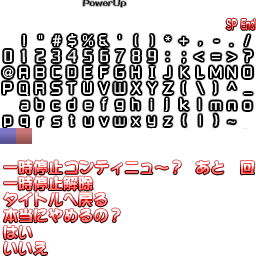 PowerUp
SP End
! " # $ % & ' ( ) * + , - . /
0 1 2 3 4 5 6 7 8 9 : ; < = > ?
@ A B C D E F G H I J K L M N O
P Q R S T U V W X Y Z ( \ ) ^ _
a b c d e f g h i j k l m n o
p q r s t u v w x y z ( | ) ~
一時停止コンティニュ～？ あと 回
一時停止解除
タイトルへ戻る
本当にやめるの？
はい
いいえ